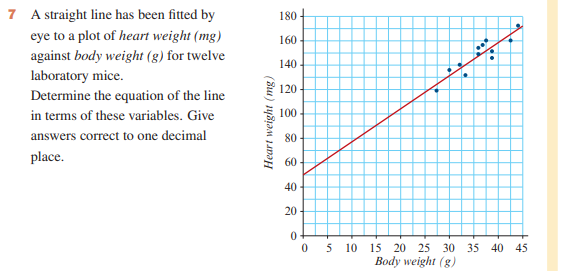 7 A straight line has been fitted by
eye to a plot of heart weight (mg)
against body weight (g) for twelve
laboratory mice.
Determine the equation of the line
in terms of these variables. Give
answers correct to one decimal
place.
Heart weight (mg)
180
160
140
120
100
80
60
40
20
0
0 5 10 15 20 25 30 35 40 45
Body weight (g)